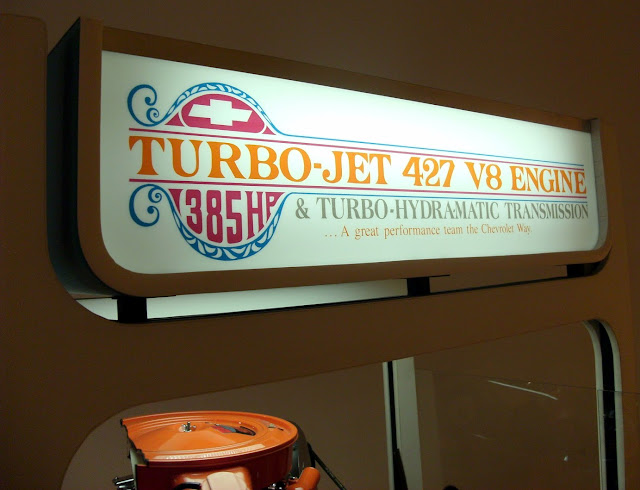 TURBO-JET 427 V8 ENGINE
385HP
& TURBO-HYDRAMATIC TRANSMISSION
...A great performance team the Chevrolet Way.